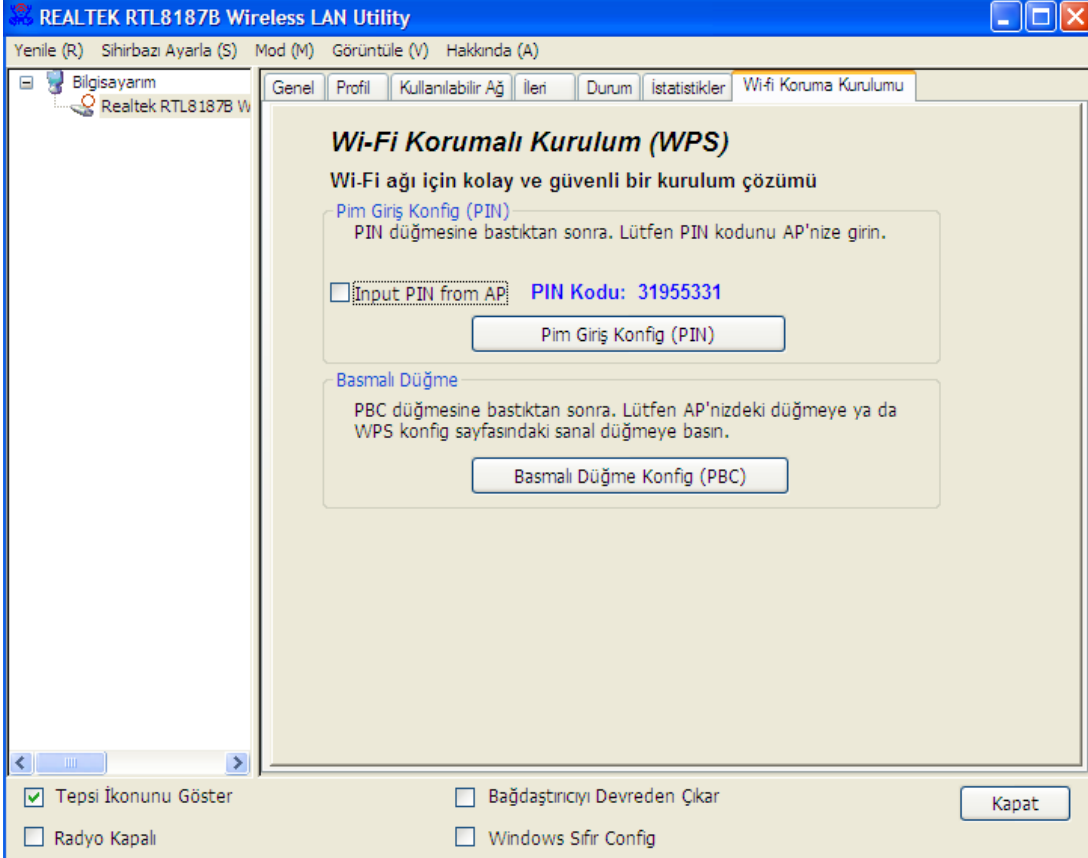 REALTEK RTL8187B Wireless LAN Utility
Yenile (R) Sihirbazı Ayarla (S) Mod (M) Görüntüle (V) Hakkında (A)
Bilgisayarım
Realtek RTL8187B W
Genel Profil Kullanılabilir Ağ İleri Durum İstatistikler Wi-fi Koruma Kurulumu
Wi-Fi Korumalı Kurulum (WPS)
Wi-Fi ağı için kolay ve güvenli bir kurulum çözümü
Pim Giriş Konfig (PIN)
PIN düğmesine bastıktan sonra. Lütfen PIN kodunu AP'nize girin.
Input PIN from AP PIN Kodu: 31955331
Pim Giriş Konfig (PIN)
Basmalı Düğme
PBC düğmesine bastıktan sonra. Lütfen AP'nizdeki düğmeye ya da
WPS konfig sayfasındaki sanal düğmeye basın.
Basmalı Düğme Konfig (PBC)
Tepsi İkonunu Göster Bağdaştırıcıyı Devreden Çıkar Kapat
Radyo Kapalı Windows Sıfır Config